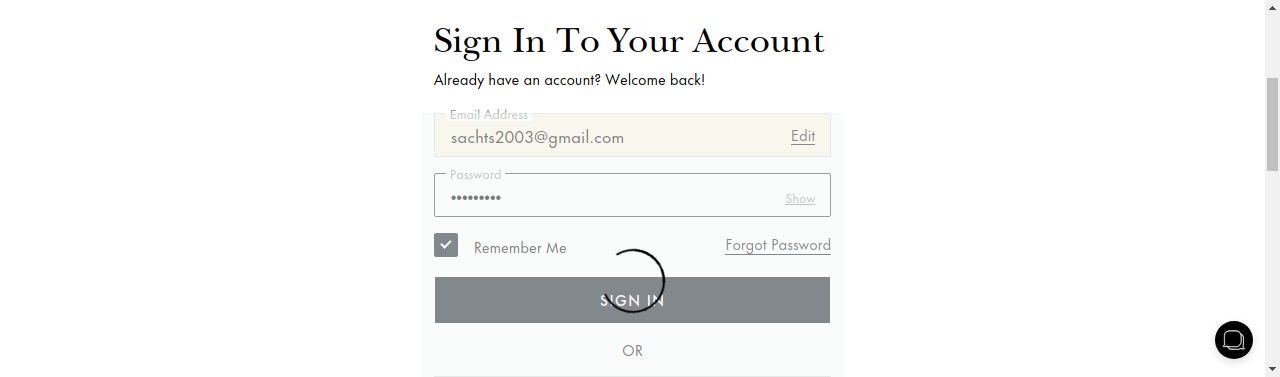 Sign In To Your Account
Already have an account? Welcome back!
Email Address
sachts2003@gmail.com Edit
Password
••••••••• Show
Remember Me Forgot Password
SIGN IN
OR